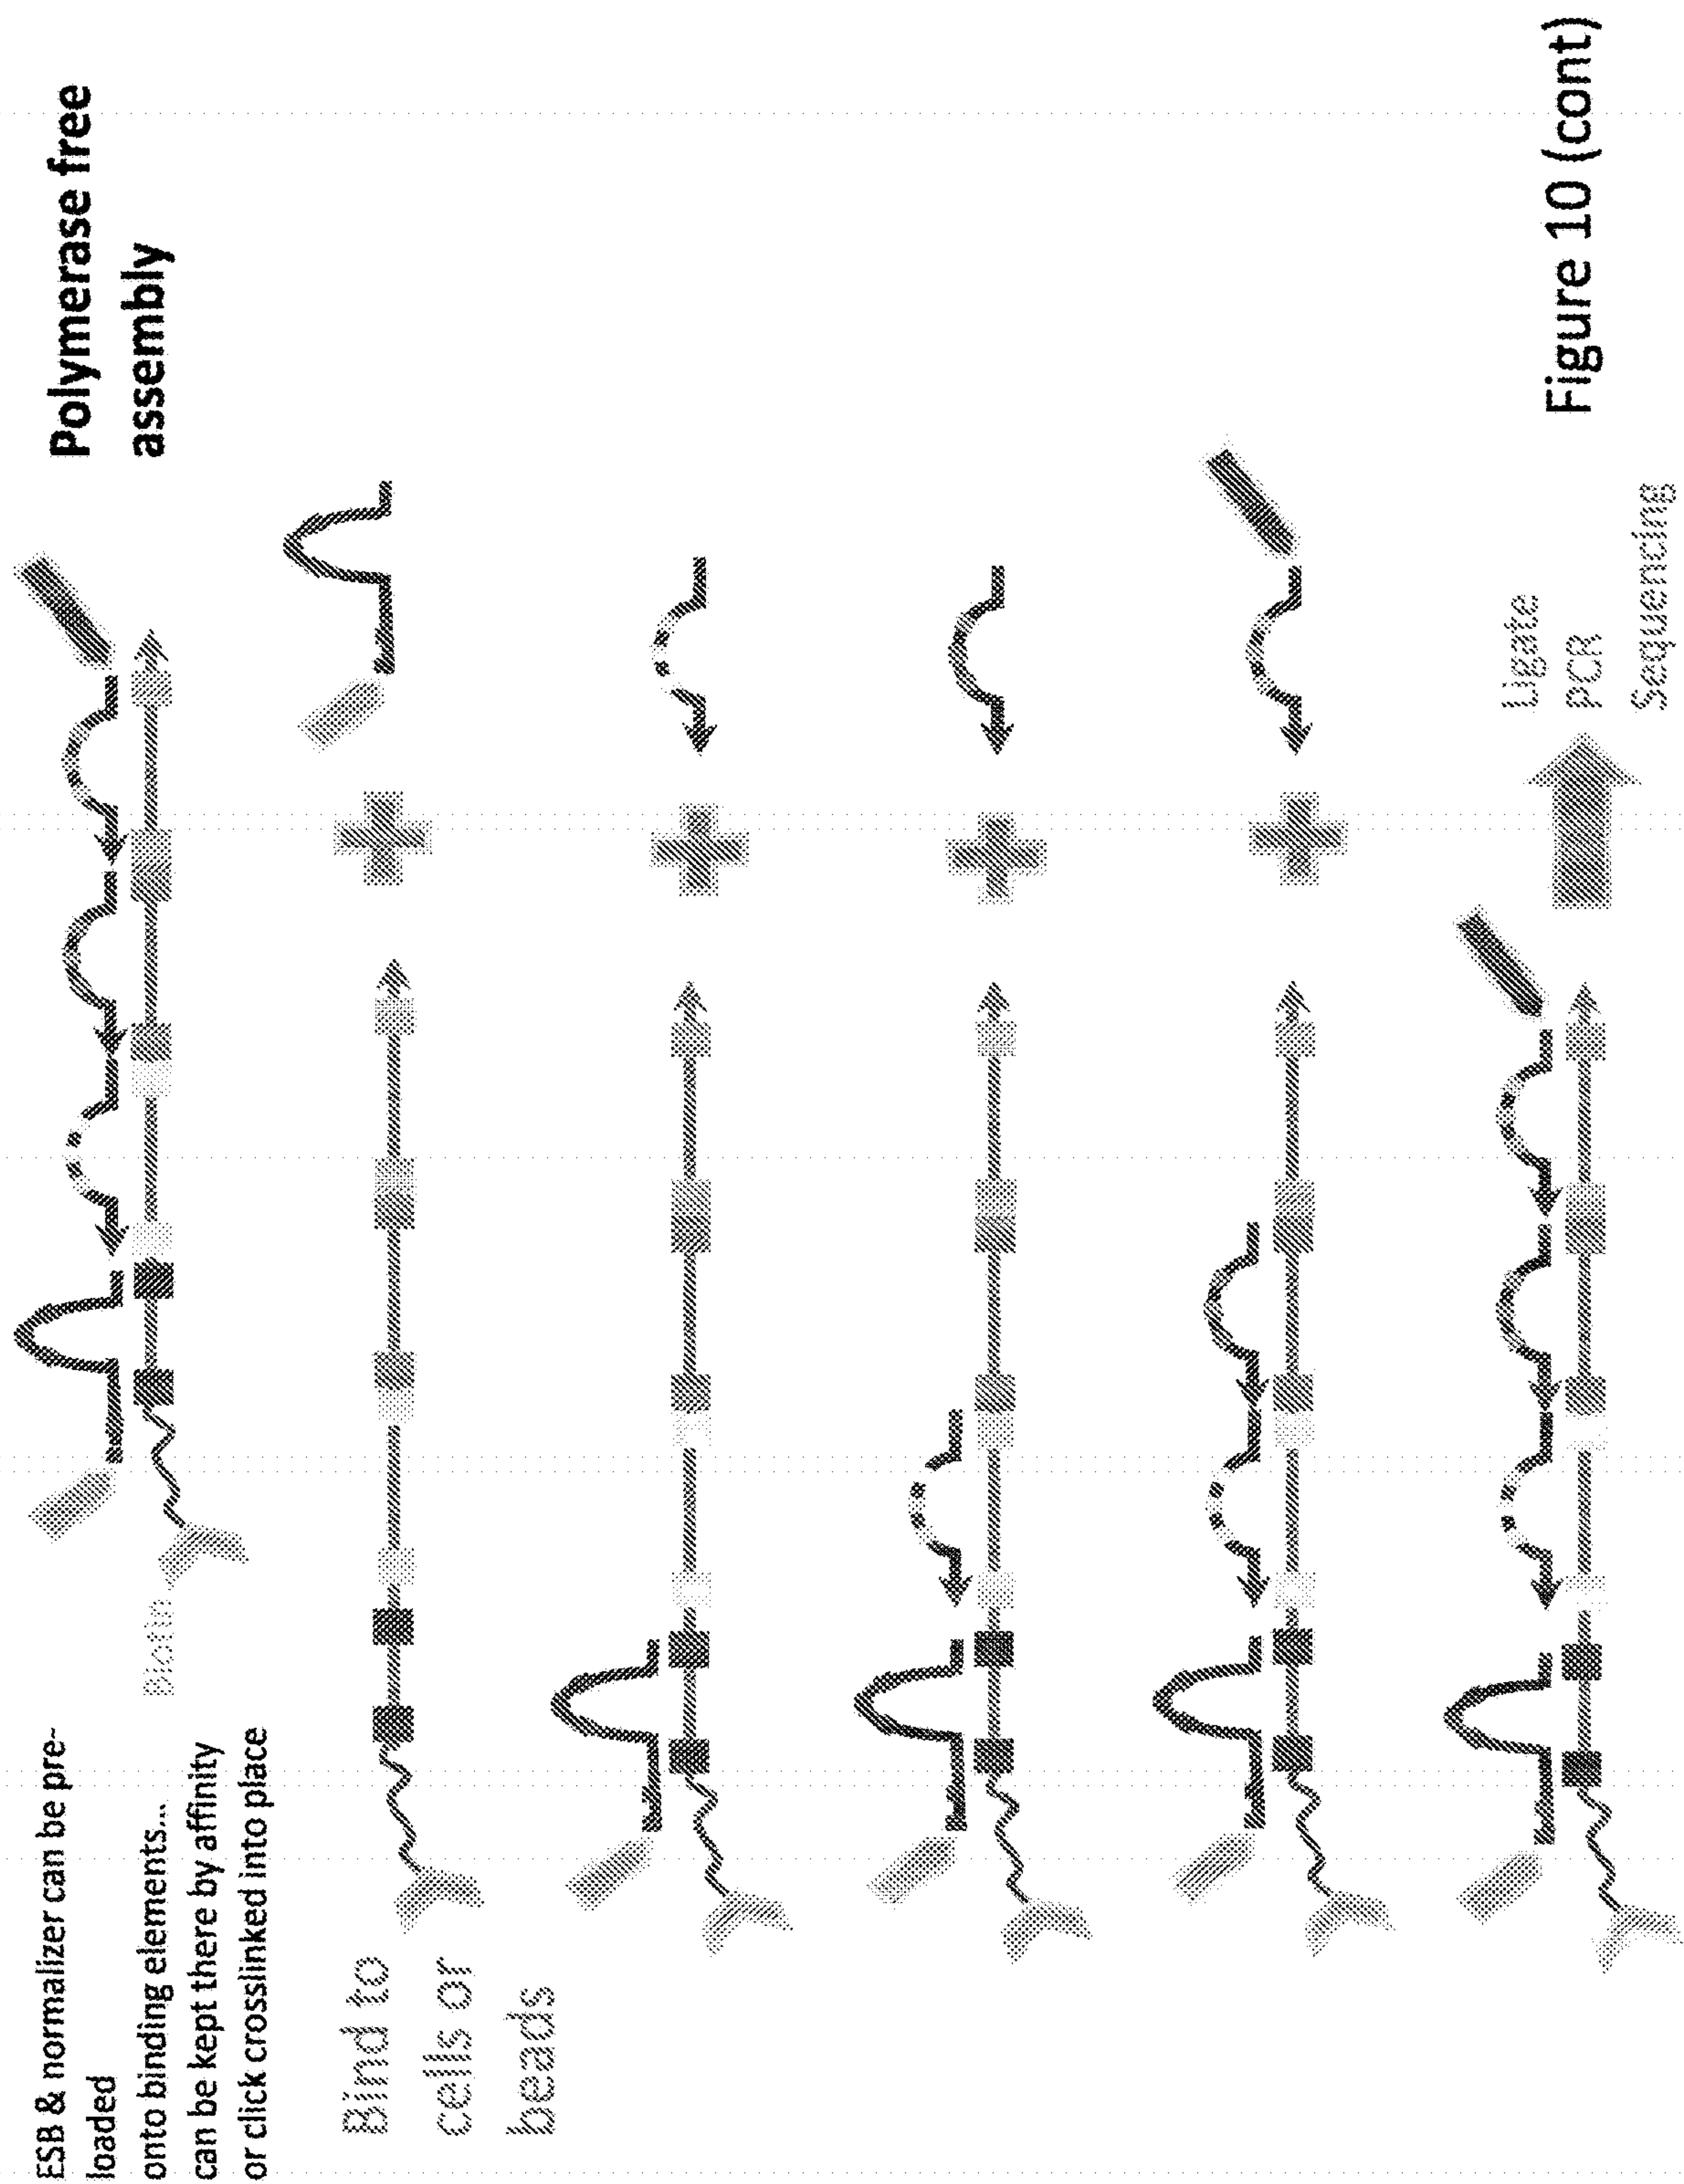 Polymerase free
assembly
ESB & normalizer can be pre-
loaded
onto binding elements...
can be kept there by affinity
or click crosslinked into place
Biotin
Bind to
cells or
beads
Ligate
PCR
Sequencing
Figure 10 (cont)